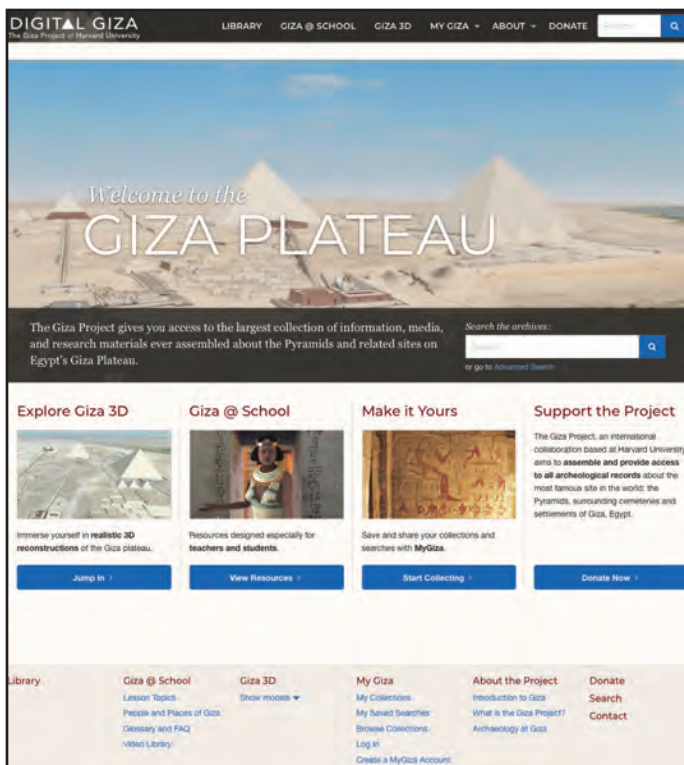 DIGITAL GIZA
The Giza Project at Harvard University
LIBRARY GIZA @ SCHOOL GIZA 3D MY GIZA ABOUT DONATE
Welcome to the
GIZA PLATEAU
The Giza Project gives you access to the largest collection of information, media,
and research materials ever assembled about the Pyramids and related sites on
Egypt's Giza Plateau.
Search the archives:
or go to Advanced Search
Explore Giza 3D
Immerse yourself in realistic 3D
reconstructions of the Giza plateau.
Jump In ›
Giza @ School
Resources designed especially for
teachers and students.
View Resources ›
Make it Yours
Save and share your collections and
searches with MyGiza.
Start Collecting ›
Support the Project
The Giza Project, an international
collaboration based at Harvard University
aims to assemble and provide access
to all archeological records about the
most famous site in the world: the
Pyramids, surrounding cemeteries and
settlements of Giza, Egypt.
Donate Now ›
Library
Giza @ School
Lesson Topics
People and Places of Giza
Glossary and FAQ
Video Library
Giza 3D
Show models
My Giza
My Collections
My Saved Searches
Browse Collections
Log In
Create a MyGiza Account
About the Project
Introduction to Giza
What is the Giza Project?
Archaeology at Giza
Donate
Search
Contact